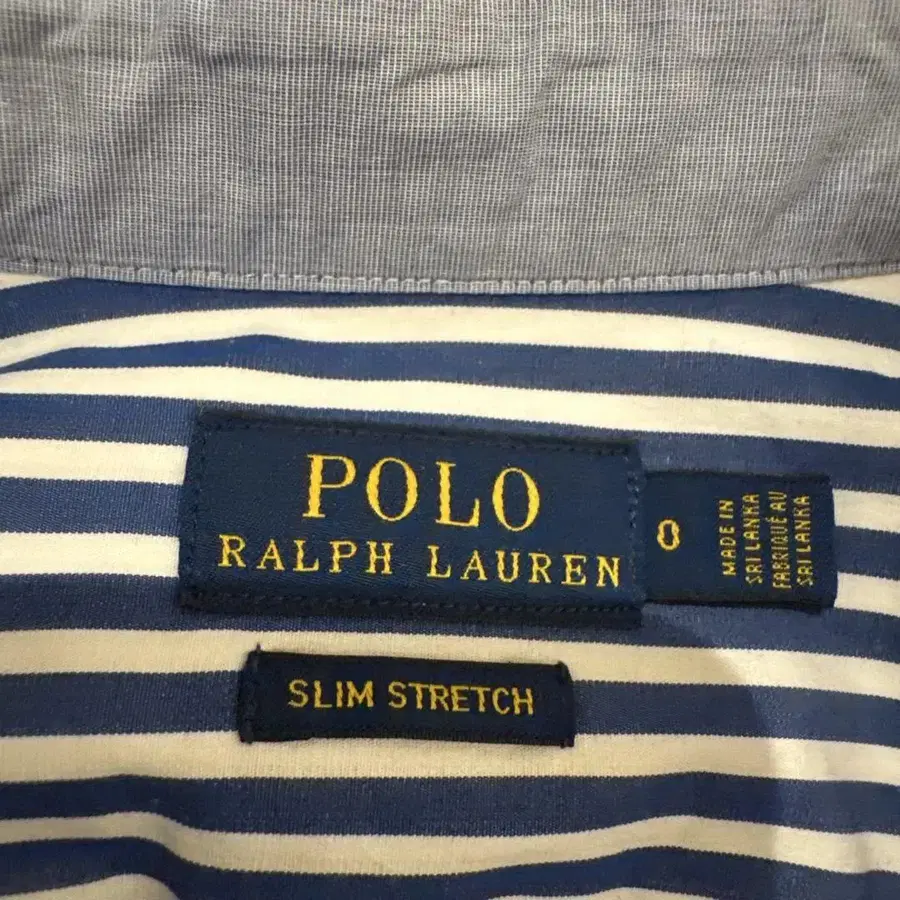 POLO
RALPH LAUREN
0
MADE IN
SRI LANKA
FABRIQUÉ AU
SRI LANKA
SLIM STRETCH